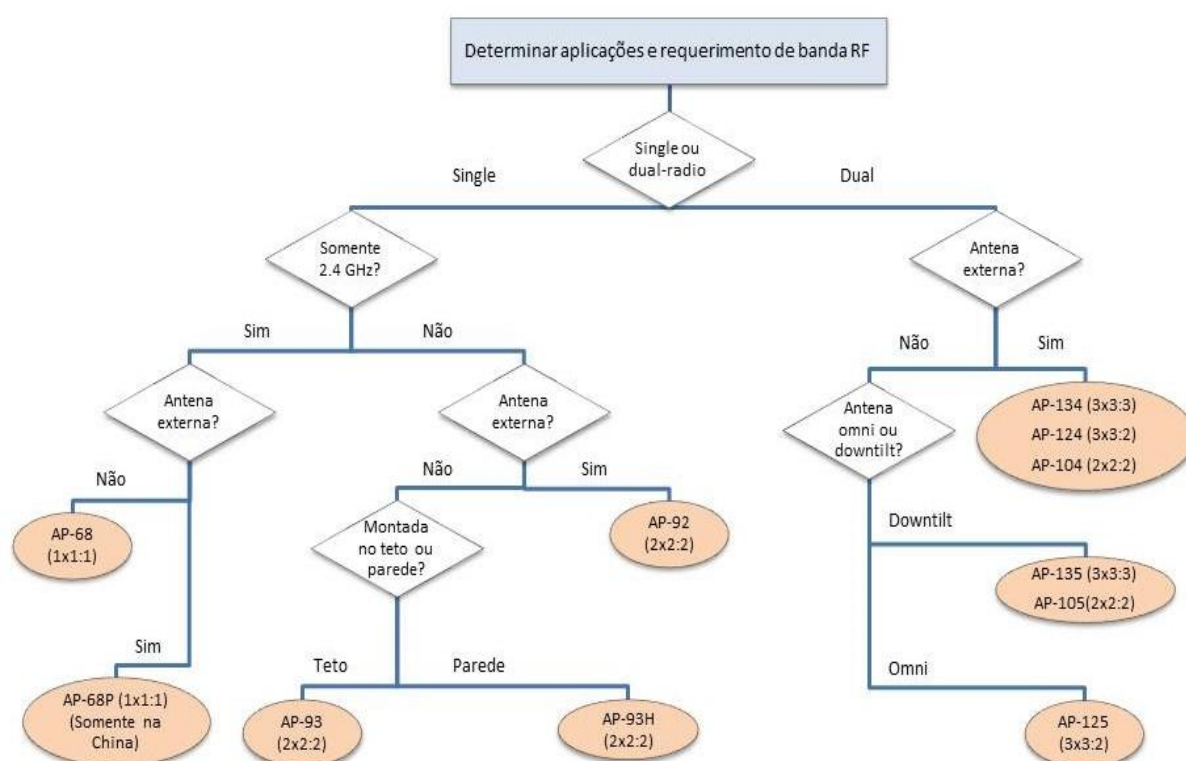 Determinar aplicações e requerimento de banda RF
Single ou
dual-radio
Single
Dual
Somente
2.4 GHz?
Antena
externa?
Sim
Não
Não
Sim
Antena
externa?
Antena
externa?
Antena
omni ou
downtilt?
AP-134 (3x3:3)
AP-124 (3x3:2)
AP-104 (2x2:2)
Não
Não
Sim
AP-68
(1x1:1)
Montada
no teto ou
parede?
AP-92
(2x2:2)
Downtilt
AP-135 (3x3:3)
AP-105(2x2:2)
Sim
Teto
Parede
Omni
AP-68P (1x1:1)
(Somente na
China)
AP-93
(2x2:2)
AP-93H
(2x2:2)
AP-125
(3x3:2)